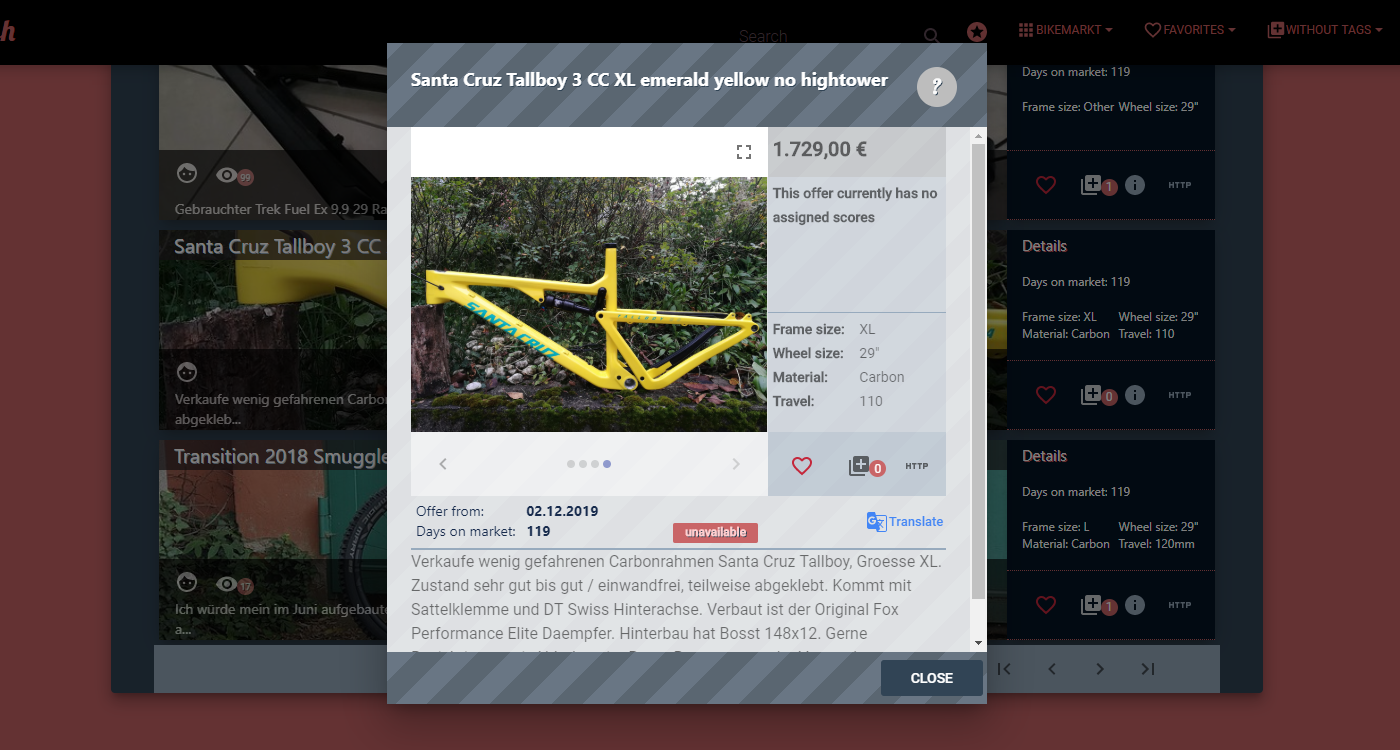 h
Search
BIKEMARKT
FAVORITES
WITHOUT TAGS
Santa Cruz Tallboy 3 CC XL emerald yellow no hightower
?
1.729,00 €
This offer currently has no
assigned scores
SANTA CRUZ
Frame size: XL
Wheel size: 29"
Material: Carbon
Travel: 110
0
HTTP
Offer from: 02.12.2019
Days on market: 119
unavailable
Translate
Verkaufe wenig gefahrenen Carbonrahmen Santa Cruz Tallboy, Groesse XL.
Zustand sehr gut bis gut / einwandfrei, teilweise abgeklebt. Kommt mit
Sattelklemme und DT Swiss Hinterachse. Verbaut ist der Original Fox
Performance Elite Daempfer. Hinterbau hat Bosst 148x12. Gerne
CLOSE
99
Gebrauchter Trek Fuel Ex 9.9 29 Ra
Days on market: 119
Frame size: Other Wheel size: 29"
1
HTTP
Santa Cruz Tallboy 3 CC
Verkaufe wenig gefahrenen Carbon
abgekleb...
Details
Days on market: 119
Frame size: XL Wheel size: 29"
Material: Carbon Travel: 110
0
HTTP
Transition 2018 Smuggle
17
Ich würde mein im Juni aufgebaute
a...
Details
Days on market: 119
Frame size: L Wheel size: 29"
Material: Carbon Travel: 120mm
1
HTTP